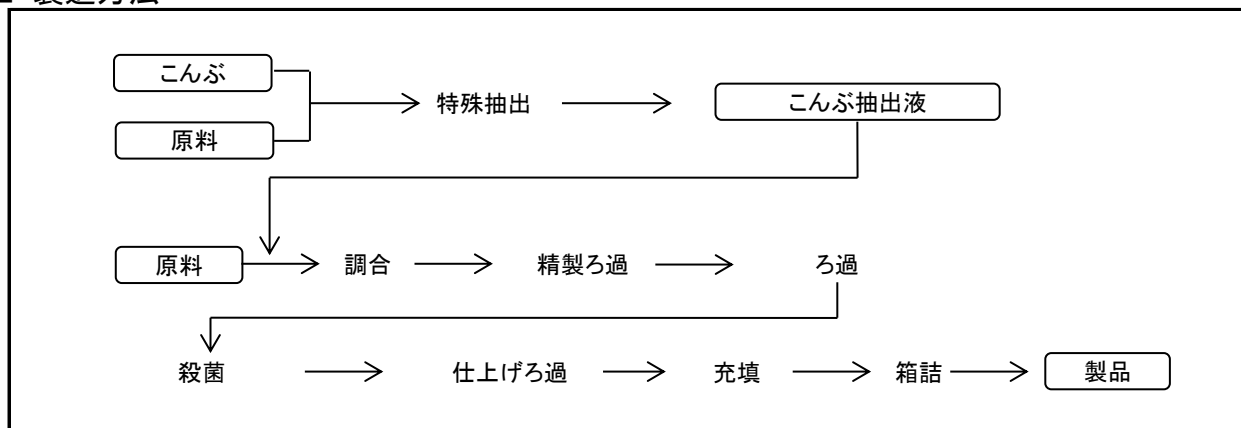 ■ 製造方法
こんぶ
特殊抽出
こんぶ抽出液
原料
原料
調合
精製ろ過
ろ過
殺菌
仕上げろ過
充填
箱詰
製品